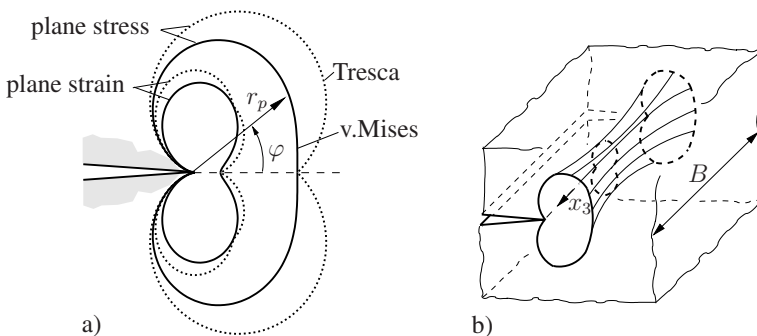 plane stress
plane strain
Tresca
r_p
v.Mises
φ
a)
B
x_3
b)